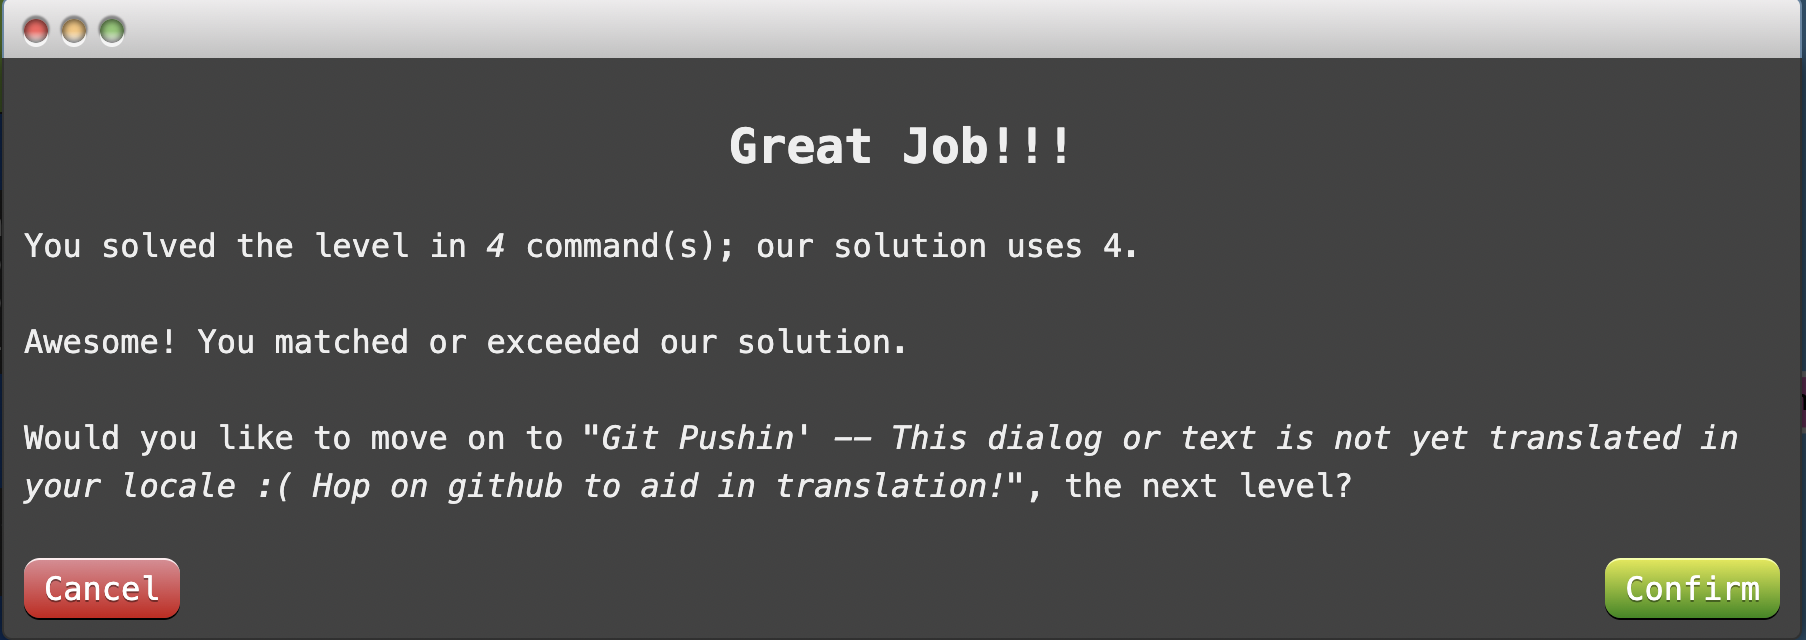 Great Job!!!
You solved the level in 4 command(s); our solution uses 4.
Awesome! You matched or exceeded our solution.
Would you like to move on to "Git Pushin' -- This dialog or text is not yet translated in
your locale :( Hop on github to aid in translation!", the next level?
Cancel
Confirm